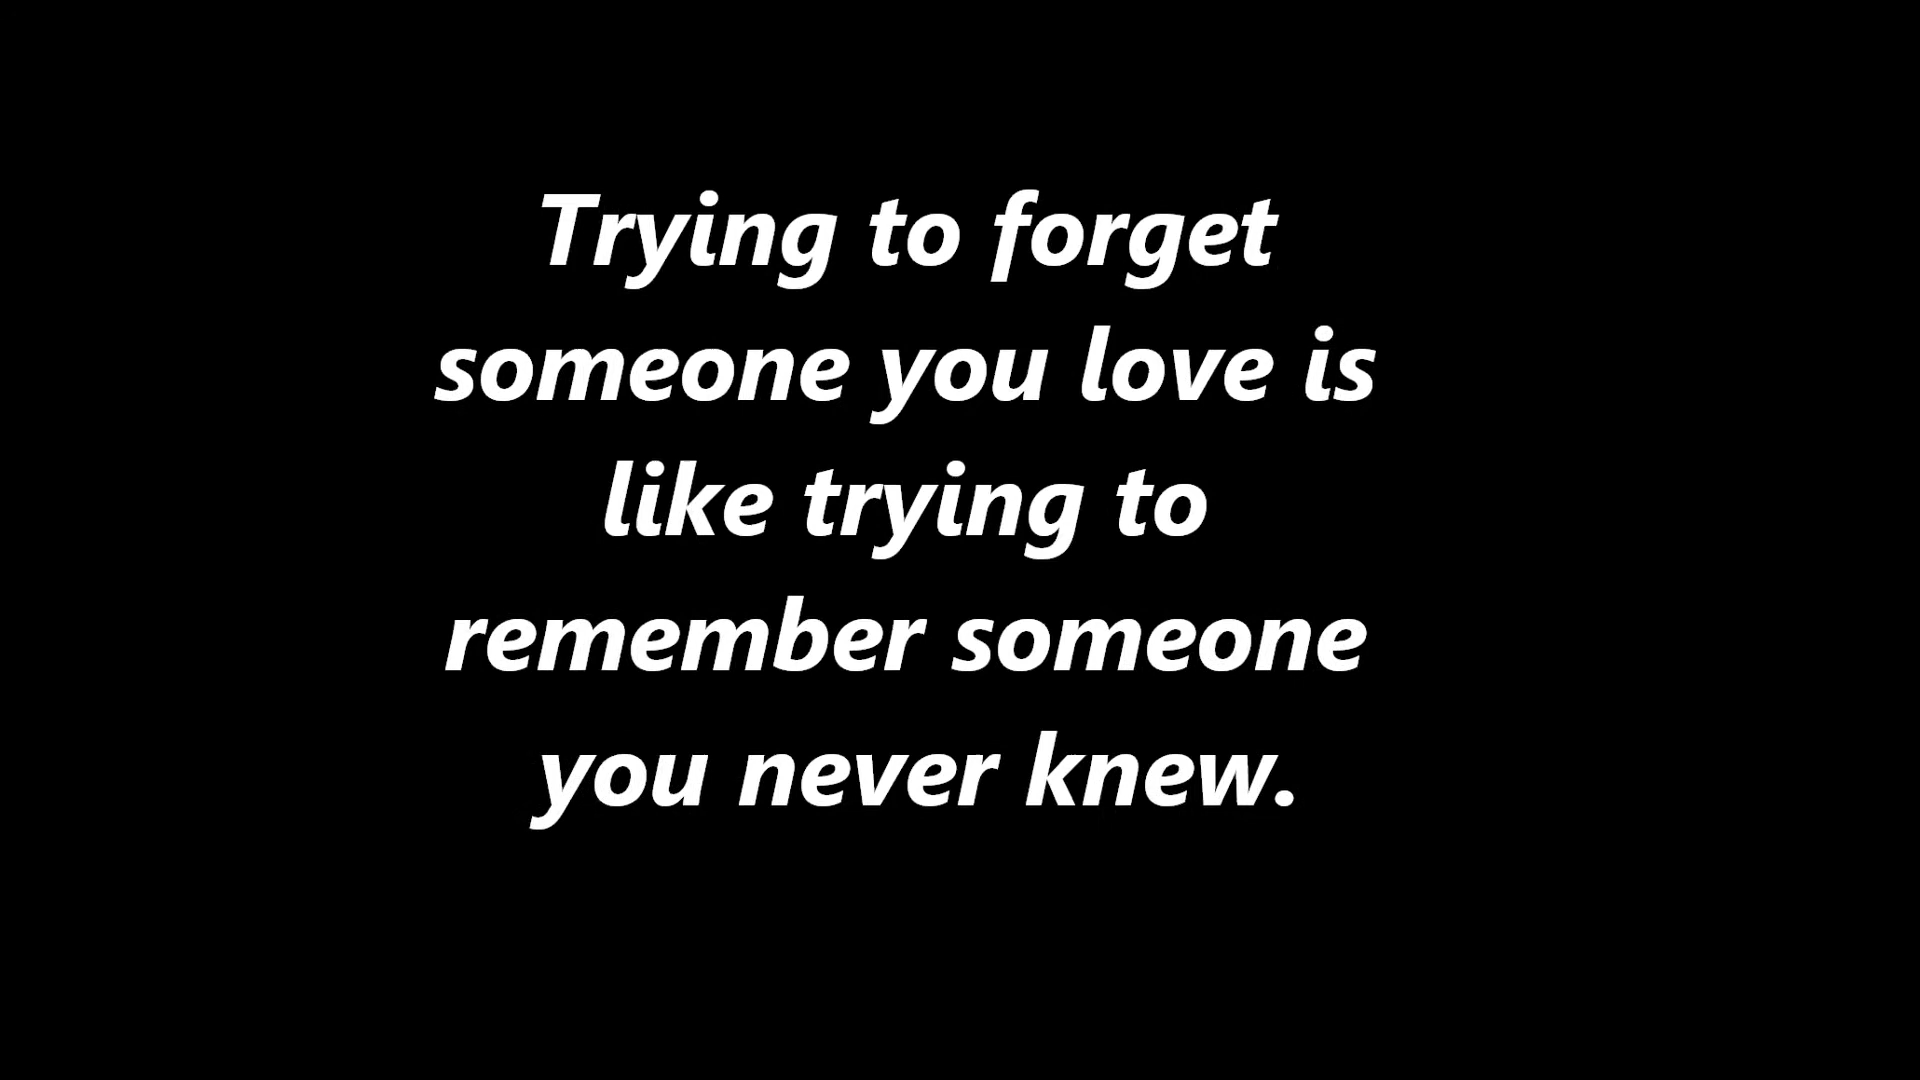 Trying to forget
someone you love is
like trying to
remember someone
you never knew.